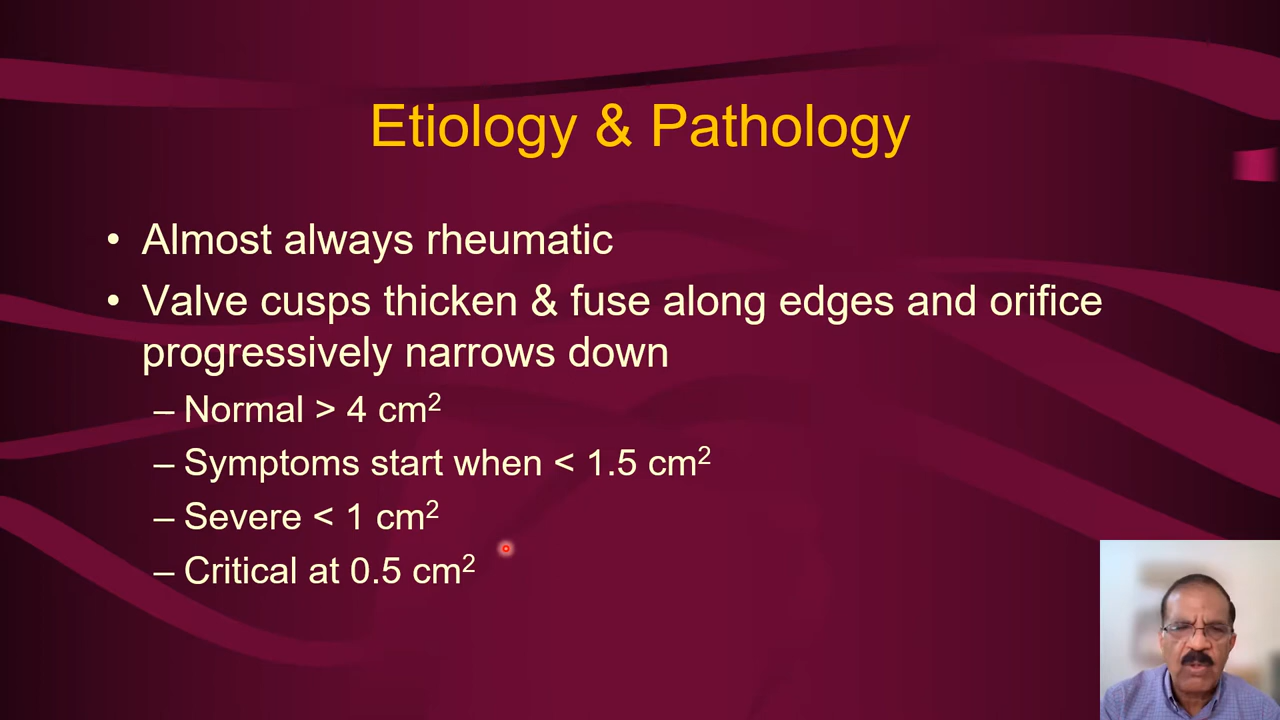 Etiology & Pathology
• Almost always rheumatic
• Valve cusps thicken & fuse along edges and orifice
progressively narrows down
– Normal > 4 cm²
– Symptoms start when < 1.5 cm²
– Severe < 1 cm²
– Critical at 0.5 cm²